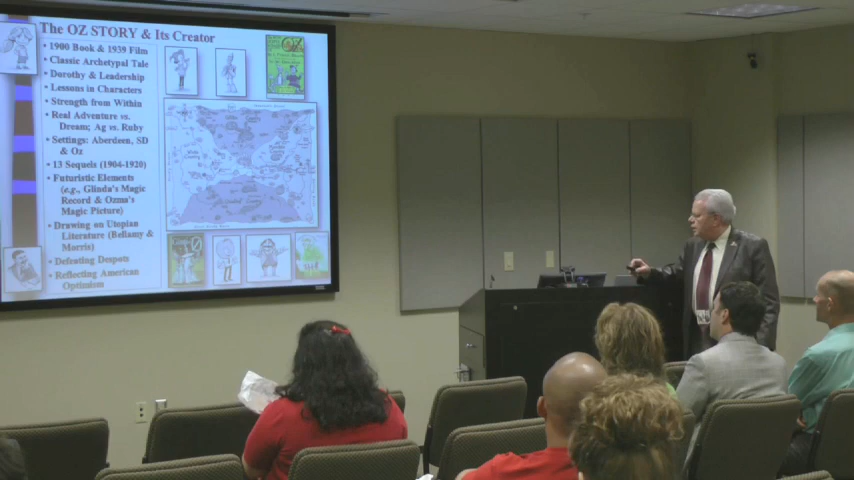 The OZ STORY & Its Creator
• 1900 Book & 1939 Film
• Classic Archetypal Tale
• Dorothy & Leadership
• Lessons in Characters
• Strength from Within
• Real Adventure vs.
Dream; Ag vs. Ruby
• Settings: Aberdeen, SD
& Oz
• 13 Sequels (1904-1920)
• Futuristic Elements
(e.g., Glinda's Magic
Record & Ozma's
Magic Picture)
• Drawing on Utopian
Literature (Bellamy &
Morris)
• Defeating Despots
• Reflecting American
Optimism
OZ